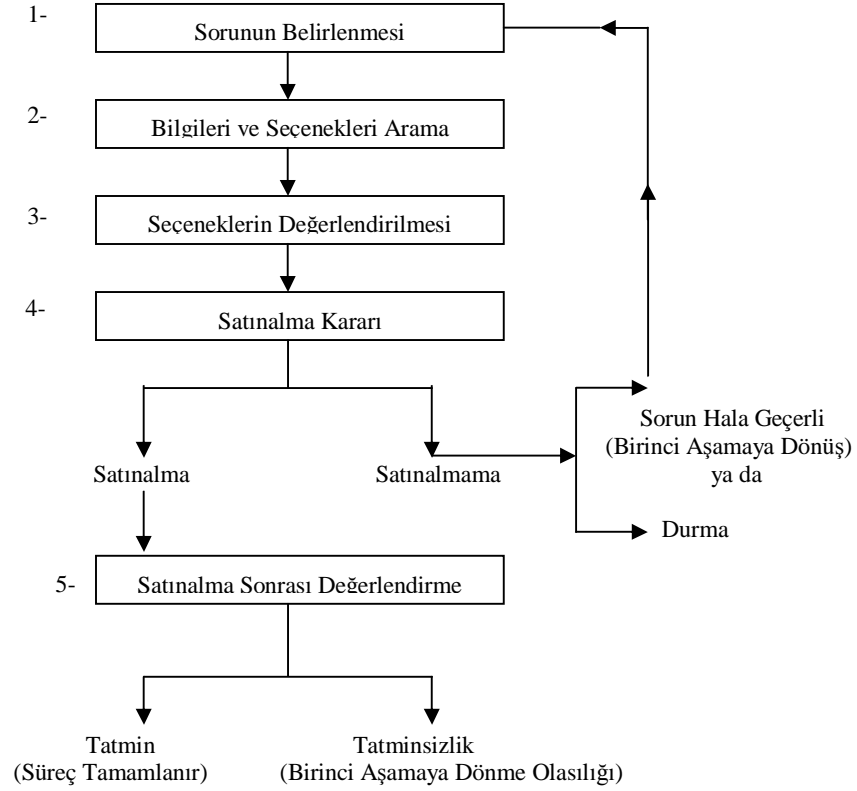 1- Sorunun Belirlenmesi
2- Bilgileri ve Seçenekleri Arama
3- Seçeneklerin Değerlendirilmesi
4- Satınalma Kararı
Sorun Hala Geçerli
(Birinci Aşamaya Dönüş)
ya da
Satınalma Satınalmama
Durma
5- Satınalma Sonrası Değerlendirme
Tatmin Tatminsizlik
(Süreç Tamamlanır) (Birinci Aşamaya Dönme Olasılığı)